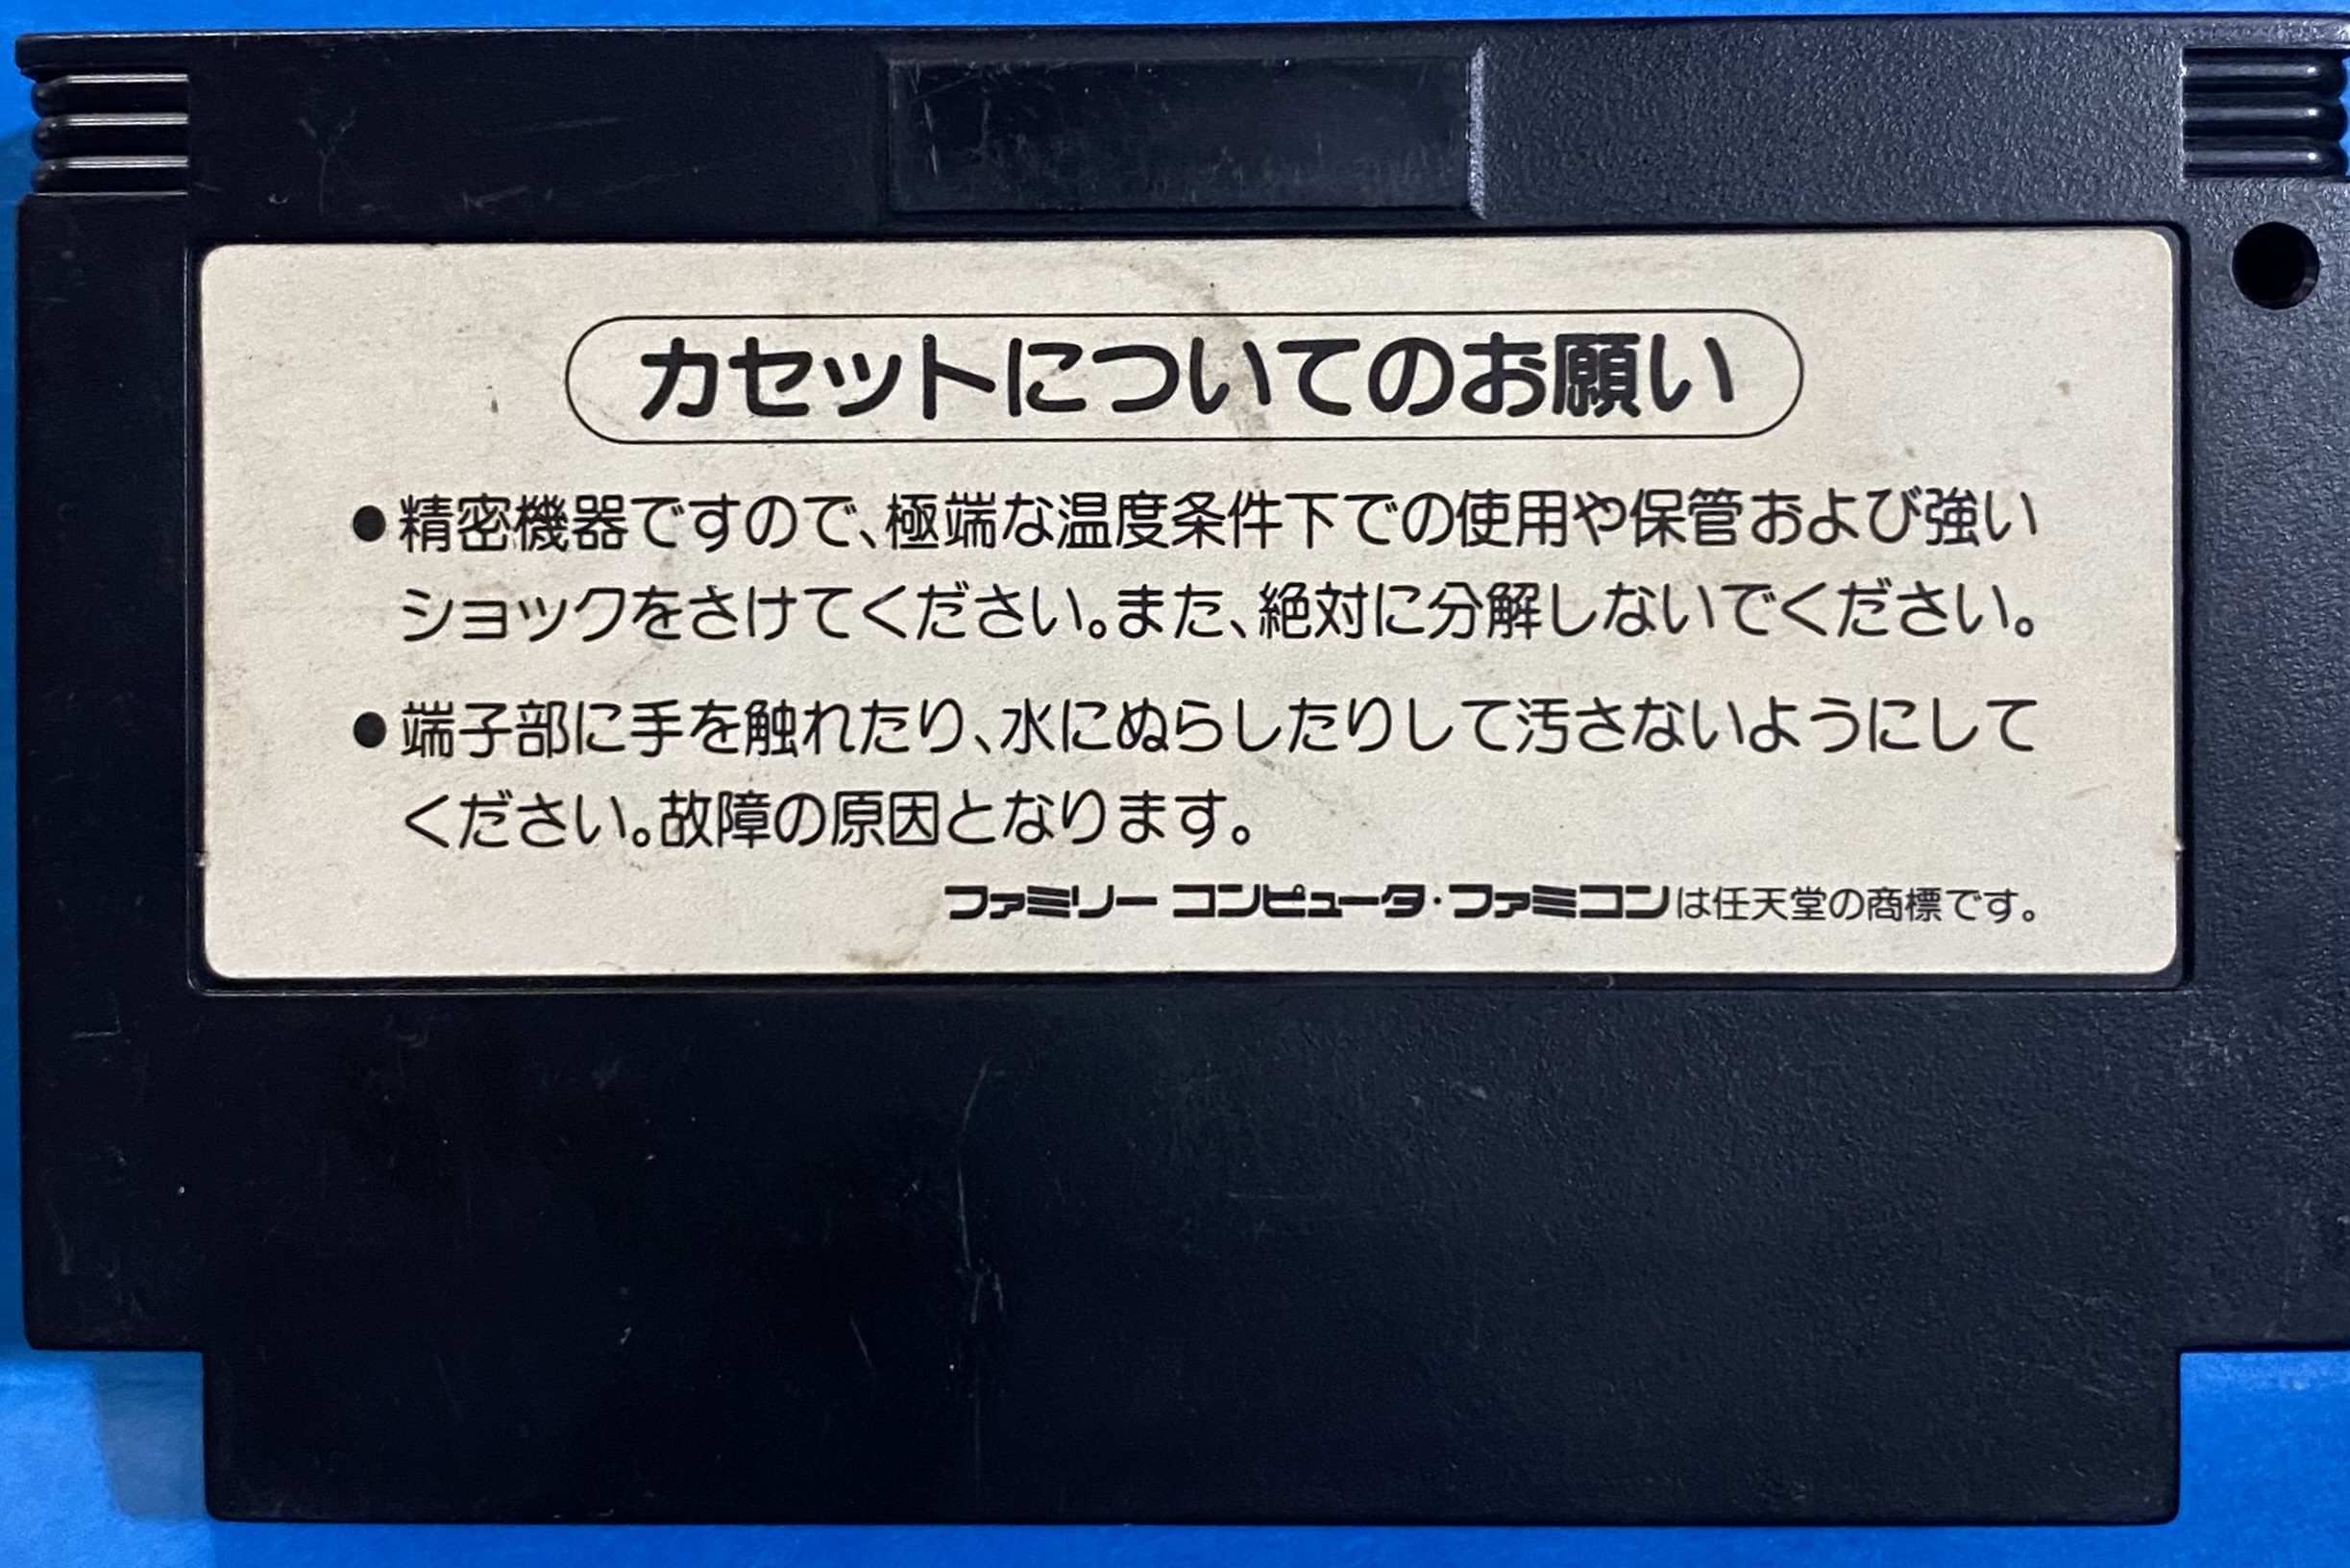 カセットについてのお願い
●精密機器ですので、極端な温度条件下での使用や保管および強い
ショックをさけてください。また、絶対に分解しないでください。
●端子部に手を触れたり、水にぬらしたりして汚さないようにして
ください。故障の原因となります。
ファミリー コンピュータ・ファミコンは任天堂の商標です。